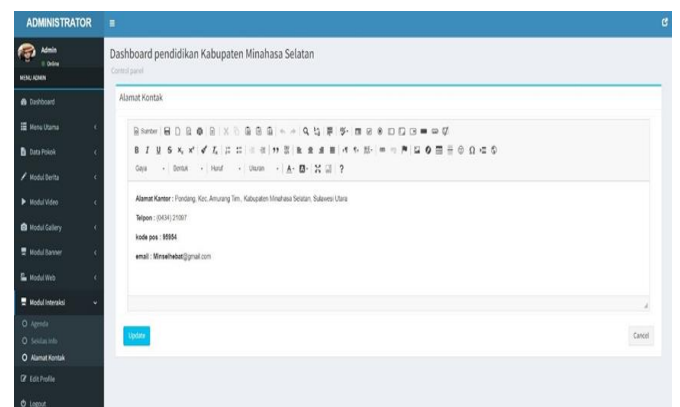 ADMINISTRATOR
Admin
Online
MENU ADMIN
Dashboard
Menu Utama
Data Pokok
Modul Berita
Modul Video
Modul Gallery
Modul Banner
Modul Web
Modul Interaksi
Agenda
Sekilas Info
Alamat Kontak
Edit Profile
Logout
Dashboard pendidikan Kabupaten Minahasa Selatan
Control panel
Alamat Kontak
Sumber
Gaya Bentuk Huruf Ukuran
Alamat Kantor : Pondang, Kec. Amurang Tim., Kabupaten Minahasa Selatan, Sulawesi Utara
Telpon : (0434) 21097
kode pos : 95954
email : Minselhebat@gmail.com
Update
Cancel